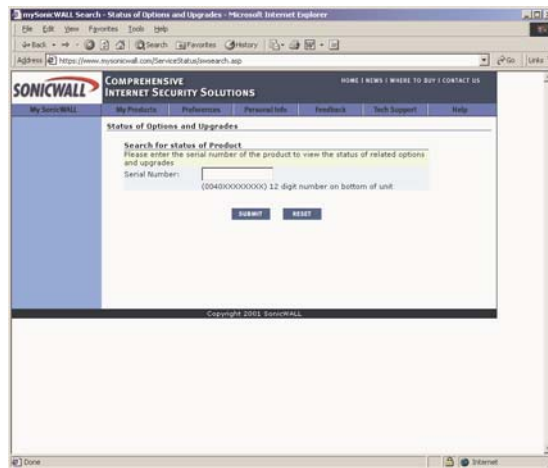 mySonicWALL Search - Status of Options and Upgrades - Microsoft Internet Explorer
File Edit View Favorites Tools Help
Back Search Favorites History
Address https://www.mysonicwall.com/ServiceStatus/swosearch.asp Go Links
SONICWALL
COMPREHENSIVE
INTERNET SECURITY SOLUTIONS
HOME | NEWS | WHERE TO BUY | CONTACT US
My SonicWALL My Products Preferences Personal Info Feedback Tech Support Help
Status of Options and Upgrades
Search for status of Product
Please enter the serial number of the product to view the status of related options
and upgrades
Serial Number:
(0040XXXXXXXX) 12 digit number on bottom of unit
SUBMIT RESET
Copyright 2001 SonicWALL
Done Internet